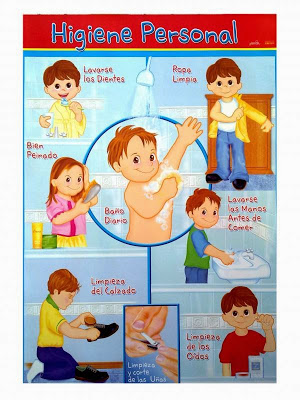 Higiene Personal
Lavarse
los Dientes
Ropa
Limpia
Bien
Peinado
Baño
Diario
Lavarse
las Manos
Antes de
Comer
Limpieza
del Calzado
Limpieza
y corte
de las Uñas
Limpieza
de los
Oídos